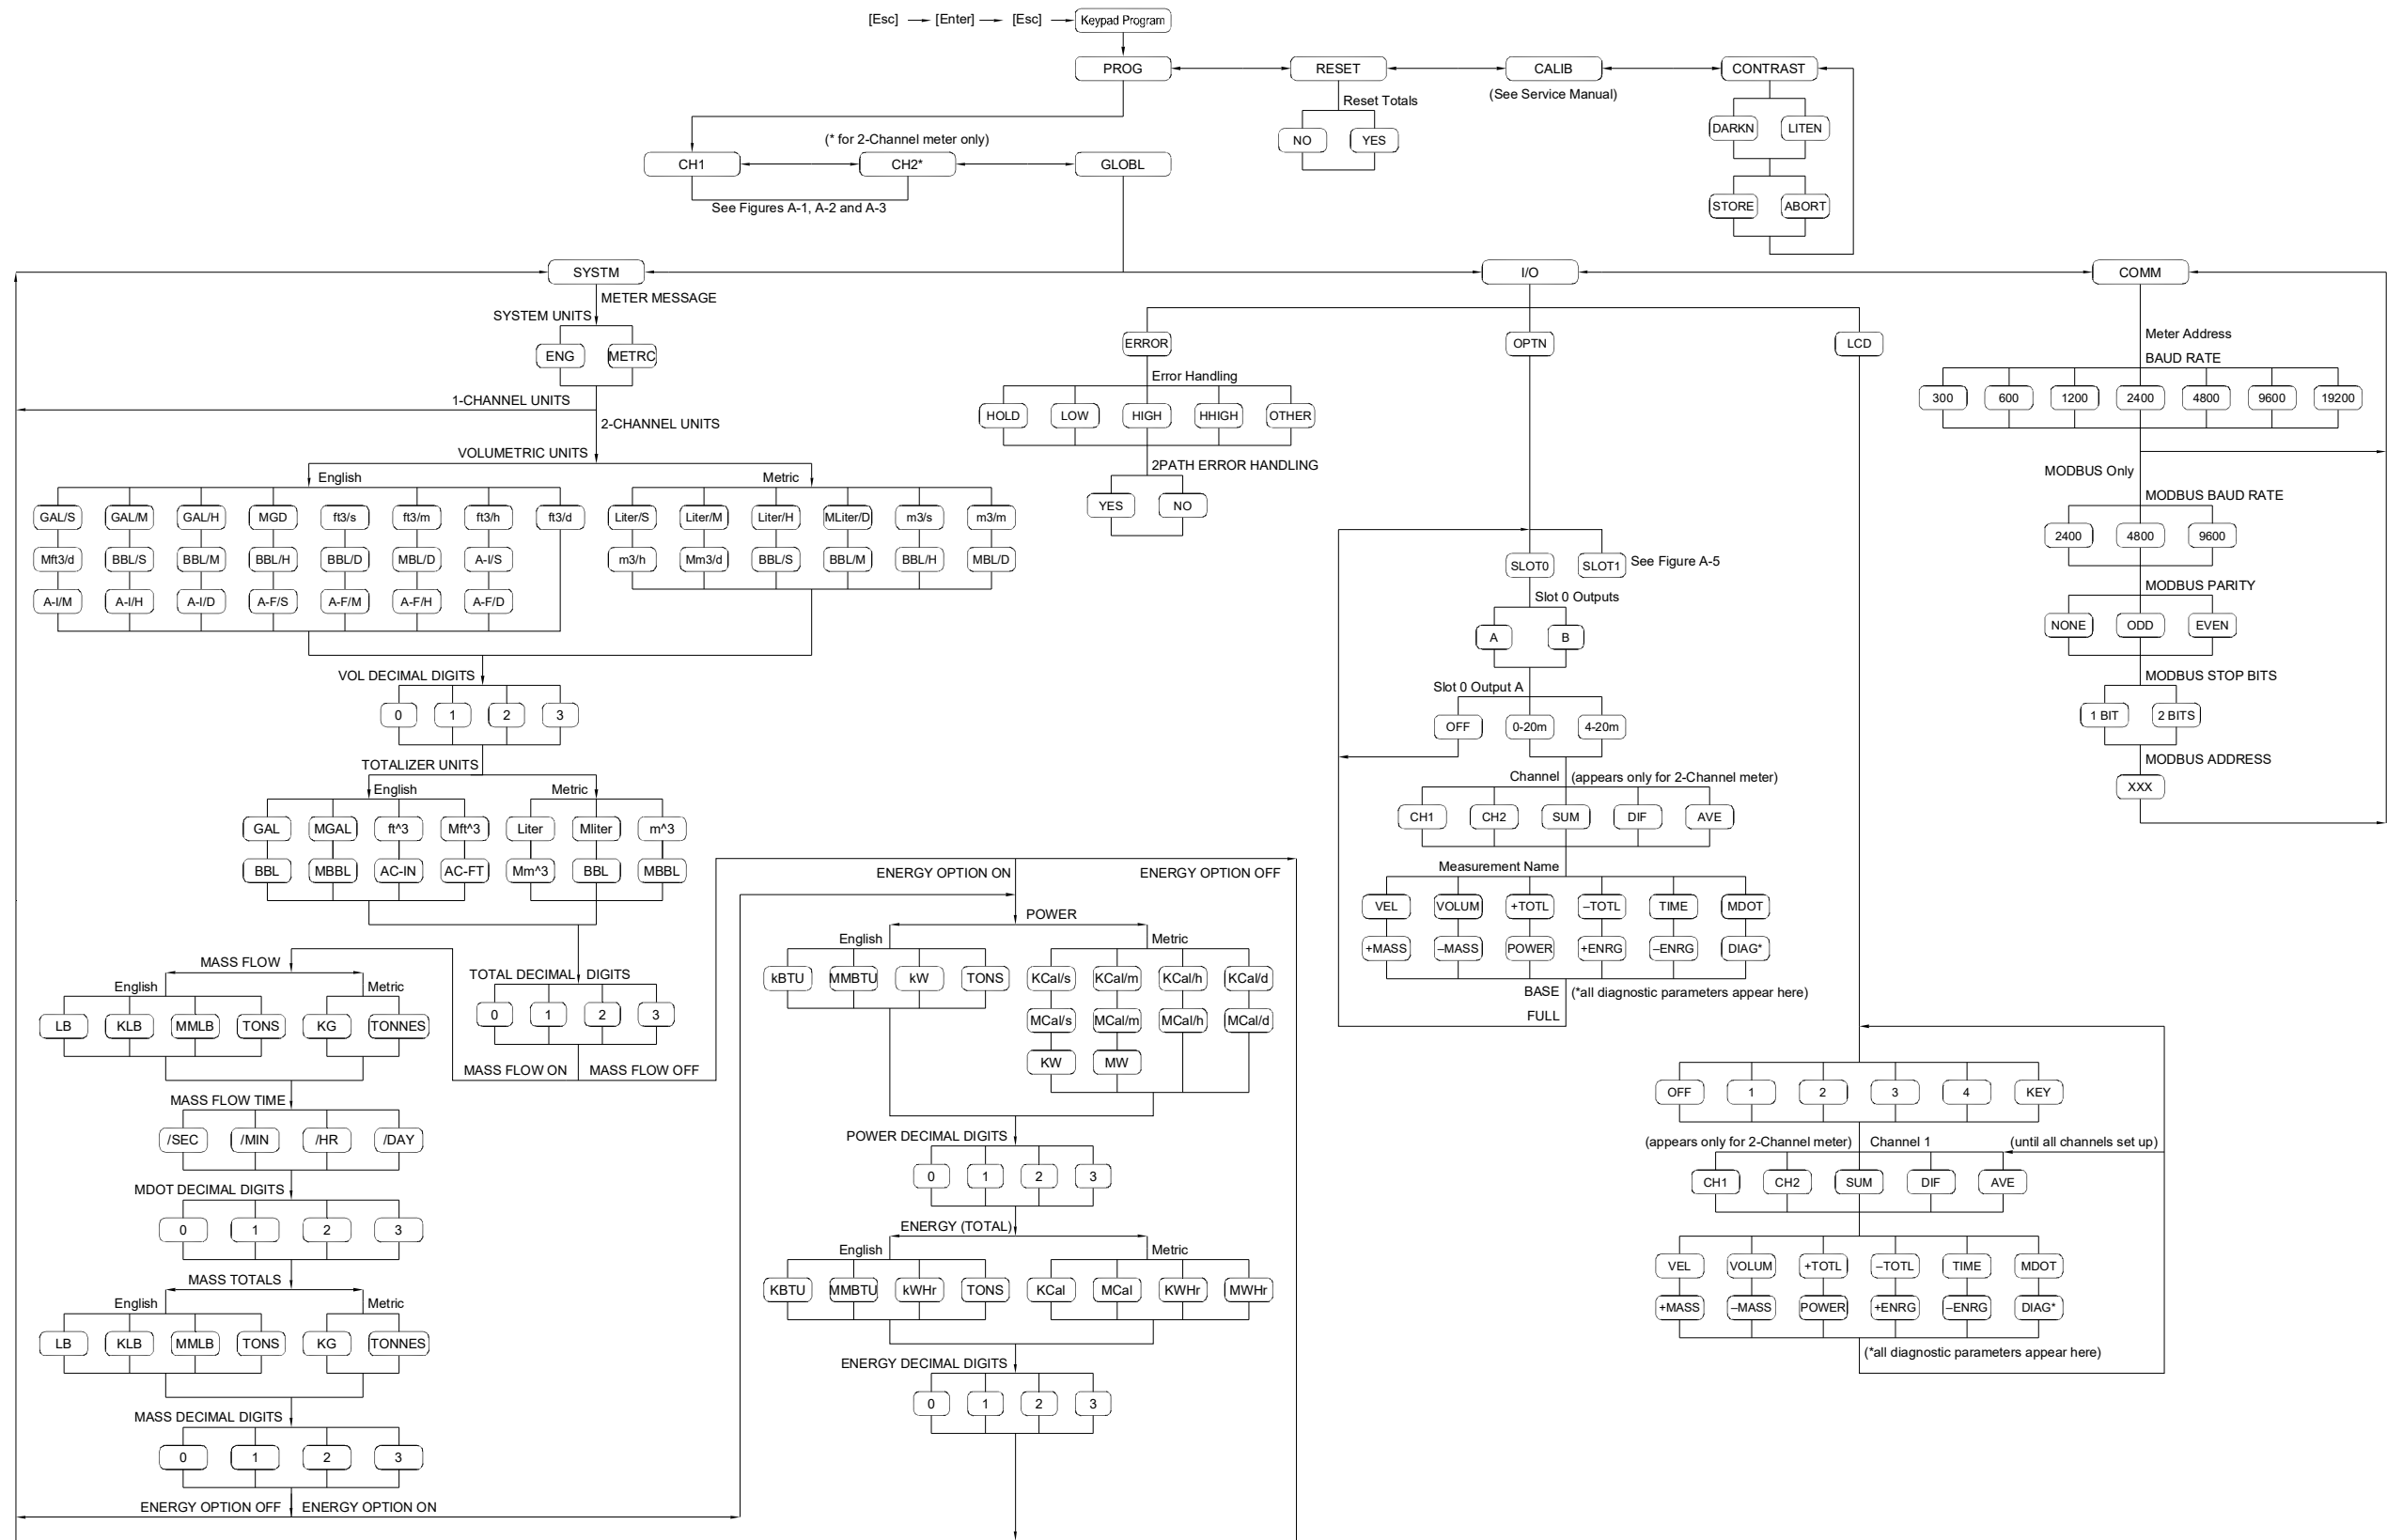 [Esc] [Enter] [Esc] Keypad Program
PROG RESET CALIB CONTRAST
(See Service Manual)
Reset Totals
NO YES
DARKN LITEN
STORE ABORT
(* for 2-Channel meter only)
CH1 CH2* GLOBL
See Figures A-1, A-2 and A-3
SYSTM I/O COMM
METER MESSAGE
SYSTEM UNITS
ENG METRC
1-CHANNEL UNITS
2-CHANNEL UNITS
VOLUMETRIC UNITS
English Metric
GAL/S GAL/M GAL/H MGD ft3/s ft3/m ft3/h ft3/d
Mft3/d BBL/S BBL/M BBL/H BBL/D MBL/D A-I/S
A-I/M A-I/H A-I/D A-F/S A-F/M A-F/H A-F/D
Liter/S Liter/M Liter/H MLiter/D m3/s m3/m
m3/h Mm3/d BBL/S BBL/M BBL/H MBL/D
VOL DECIMAL DIGITS
0 1 2 3
TOTALIZER UNITS
English Metric
GAL MGAL ft^3 Mft^3 Liter Mliter m^3
BBL MBBL AC-IN AC-FT Mm^3 BBL MBBL
TOTAL DECIMAL DIGITS
0 1 2 3
MASS FLOW ON MASS FLOW OFF
MASS FLOW
English Metric
LB KLB MMLB TONS KG TONNES
MASS FLOW TIME
/SEC /MIN /HR /DAY
MDOT DECIMAL DIGITS
0 1 2 3
MASS TOTALS
English Metric
LB KLB MMLB TONS KG TONNES
MASS DECIMAL DIGITS
0 1 2 3
ENERGY OPTION OFF ENERGY OPTION ON
ENERGY OPTION ON ENERGY OPTION OFF
POWER
English Metric
kBTU MMBTU kW TONS KCal/s KCal/m KCal/h KCal/d
MCal/s MCal/m MCal/h MCal/d
KW MW
POWER DECIMAL DIGITS
0 1 2 3
ENERGY (TOTAL)
English Metric
KBTU MMBTU kWHr TONS KCal MCal KWHr MWHr
ENERGY DECIMAL DIGITS
0 1 2 3
ERROR OPTN LCD
Error Handling
HOLD LOW HIGH HHIGH OTHER
2PATH ERROR HANDLING
YES NO
SLOT0 SLOT1 See Figure A-5
Slot 0 Outputs
A B
Slot 0 Output A
OFF 0-20m 4-20m
Channel (appears only for 2-Channel meter)
CH1 CH2 SUM DIF AVE
Measurement Name
VEL VOLUM +TOTL –TOTL TIME MDOT
+MASS –MASS POWER +ENRG –ENRG DIAG*
BASE (*all diagnostic parameters appear here)
FULL
OFF 1 2 3 4 KEY
(appears only for 2-Channel meter) Channel 1 (until all channels set up)
CH1 CH2 SUM DIF AVE
VEL VOLUM +TOTL –TOTL TIME MDOT
+MASS –MASS POWER +ENRG –ENRG DIAG*
(*all diagnostic parameters appear here)
Meter Address
BAUD RATE
300 600 1200 2400 4800 9600 19200
MODBUS Only
MODBUS BAUD RATE
2400 4800 9600
MODBUS PARITY
NONE ODD EVEN
MODBUS STOP BITS
1 BIT 2 BITS
MODBUS ADDRESS
XXX